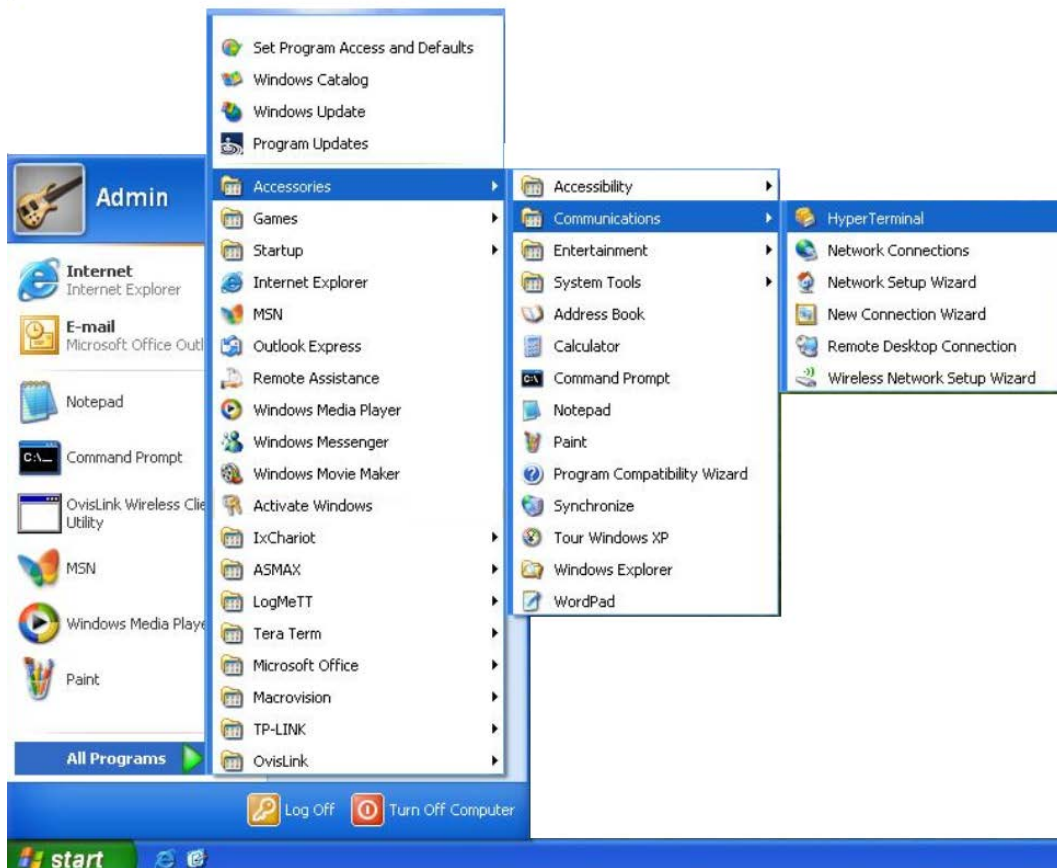 Set Program Access and Defaults
Windows Catalog
Windows Update
Program Updates
Accessories
Games
Startup
Internet Explorer
MSN
Outlook Express
Remote Assistance
Windows Media Player
Windows Messenger
Windows Movie Maker
Activate Windows
IxChariot
ASMAX
LogMeTT
Tera Term
Microsoft Office
Macrovision
TP-LINK
OvisLink
Accessibility
Communications
Entertainment
System Tools
Address Book
Calculator
Command Prompt
Notepad
Paint
Program Compatibility Wizard
Synchronize
Tour Windows XP
Windows Explorer
WordPad
HyperTerminal
Network Connections
Network Setup Wizard
New Connection Wizard
Remote Desktop Connection
Wireless Network Setup Wizard
Admin
Internet
Internet Explorer
E-mail
Microsoft Office Outl
Notepad
Command Prompt
OvisLink Wireless Clie
Utility
MSN
Windows Media Playe
Paint
All Programs
Log Off
Turn Off Computer
start